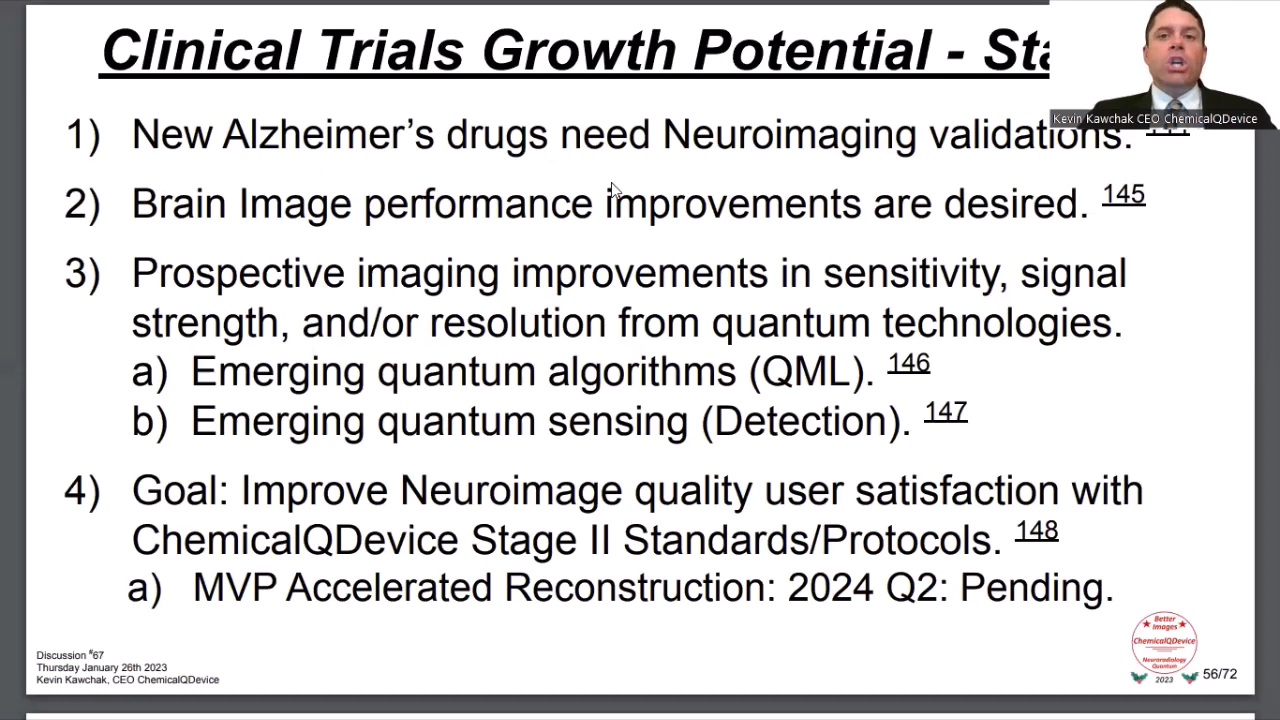 Clinical Trials Growth Potential - Sta
Kevin Kawchak CEO ChemicalQDevice
1) New Alzheimer's drugs need Neuroimaging validations.
2) Brain Image performance improvements are desired. 145
3) Prospective imaging improvements in sensitivity, signal
strength, and/or resolution from quantum technologies.
a) Emerging quantum algorithms (QML). 146
b) Emerging quantum sensing (Detection). 147
4) Goal: Improve Neuroimage quality user satisfaction with
ChemicalQDevice Stage II Standards/Protocols. 148
a) MVP Accelerated Reconstruction: 2024 Q2: Pending.
Discussion #67
Thursday January 26th 2023
Kevin Kawchak, CEO ChemicalQDevice
Better
Images
ChemicalQDevice
Neuroradiology
Quantum
2023
56/72